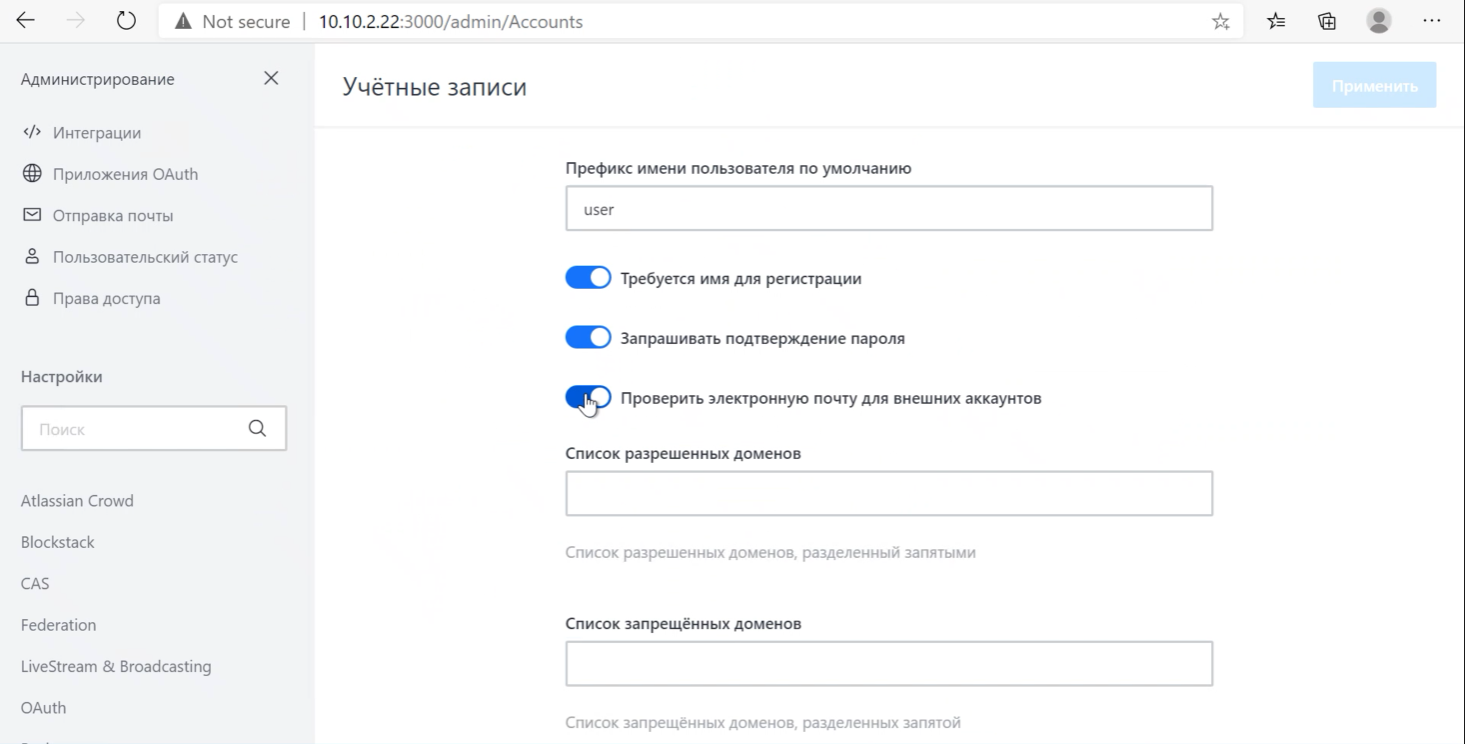 Not secure
10.10.2.22:3000/admin/Accounts
Администрирование
Интеграции
Приложения OAuth
Отправка почты
Пользовательский статус
Права доступа
Настройки
Поиск
Atlassian Crowd
Blockstack
CAS
Federation
LiveStream & Broadcasting
OAuth
Учётные записи
Применить
Префикс имени пользователя по умолчанию
user
Требуется имя для регистрации
Запрашивать подтверждение пароля
Проверить электронную почту для внешних аккаунтов
Список разрешенных доменов
Список разрешенных доменов, разделенный запятыми
Список запрещённых доменов
Список запрещённых доменов, разделенных запятой